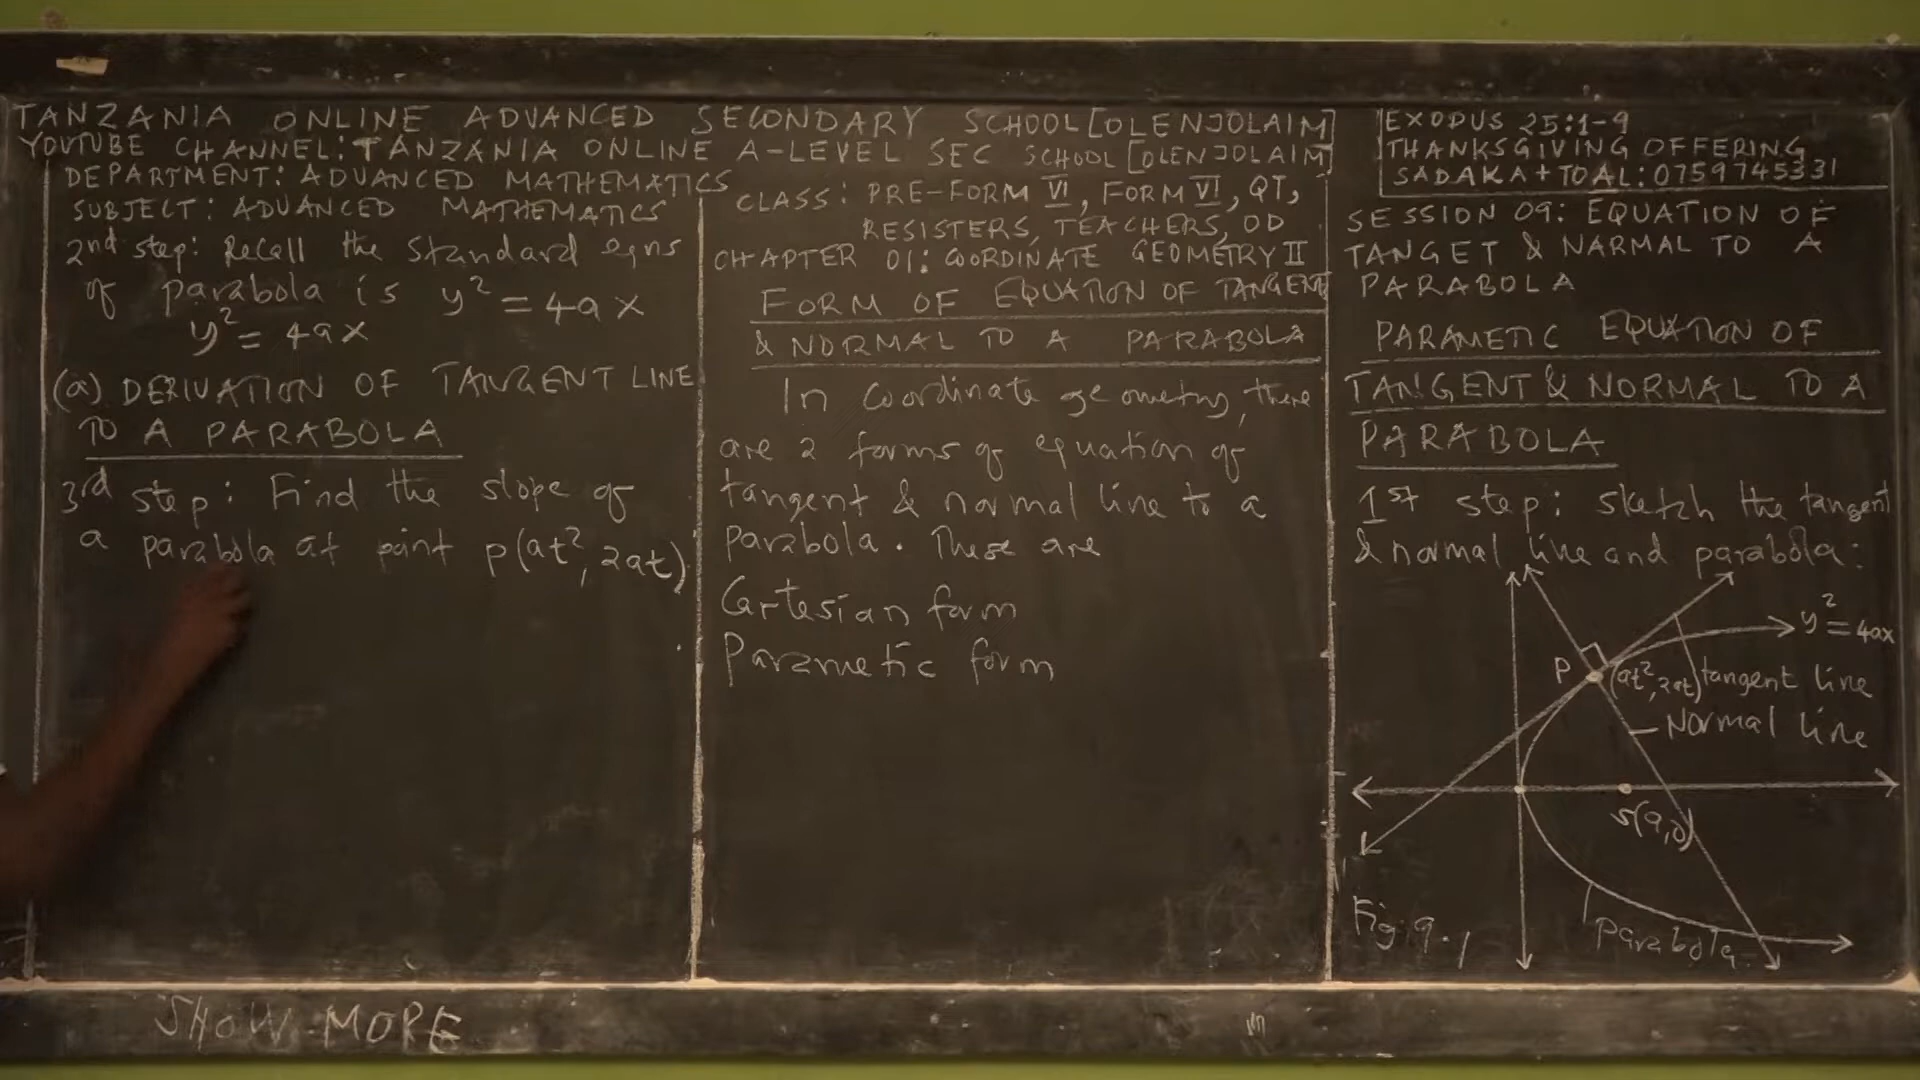 TANZANIA ONLINE ADVANCED SECONDARY SCHOOL [OLENJOLAIM]
YOUTUBE CHANNEL: TANZANIA ONLINE A-LEVEL SEC SCHOOL [OLENJOLAIM]
DEPARTMENT: ADVANCED MATHEMATICS
SUBJECT: ADVANCED MATHEMATICS
2nd step: Recall the standard eqns
of parabola is y² = 4ax
y² = 4ax
(a) DERIVATION OF TANGENT LINE
TO A PARABOLA
3rd step: Find the slope of
a parabola at point p(at², 2at)
CLASS: PRE-FORM VI, FORM VI, QT,
RESISTERS, TEACHERS, OD
CHAPTER 01: COORDINATE GEOMETRY II
FORM OF EQUATION OF TANGENT
& NORMAL TO A PARABOLA
In Coordinate geometry, there
are 2 forms of equation of
tangent & normal line to a
parabola. These are
Cartesian form
Parametic form
EXODUS 25:1-9
THANKSGIVING OFFERING
SADAKA + TOAL: 0759745331
SESSION 09: EQUATION OF
TANGET & NARMAL TO A
PARABOLA
PARAMETIC EQUATION OF
TANGENT & NORMAL TO A
PARABOLA
1st step: sketch the tangent
& normal line and parabola:
y² = 4ax
P (at², 2at) tangent line
Normal line
S(a,0)
Fig 9.1
parabola
SHOW MORE